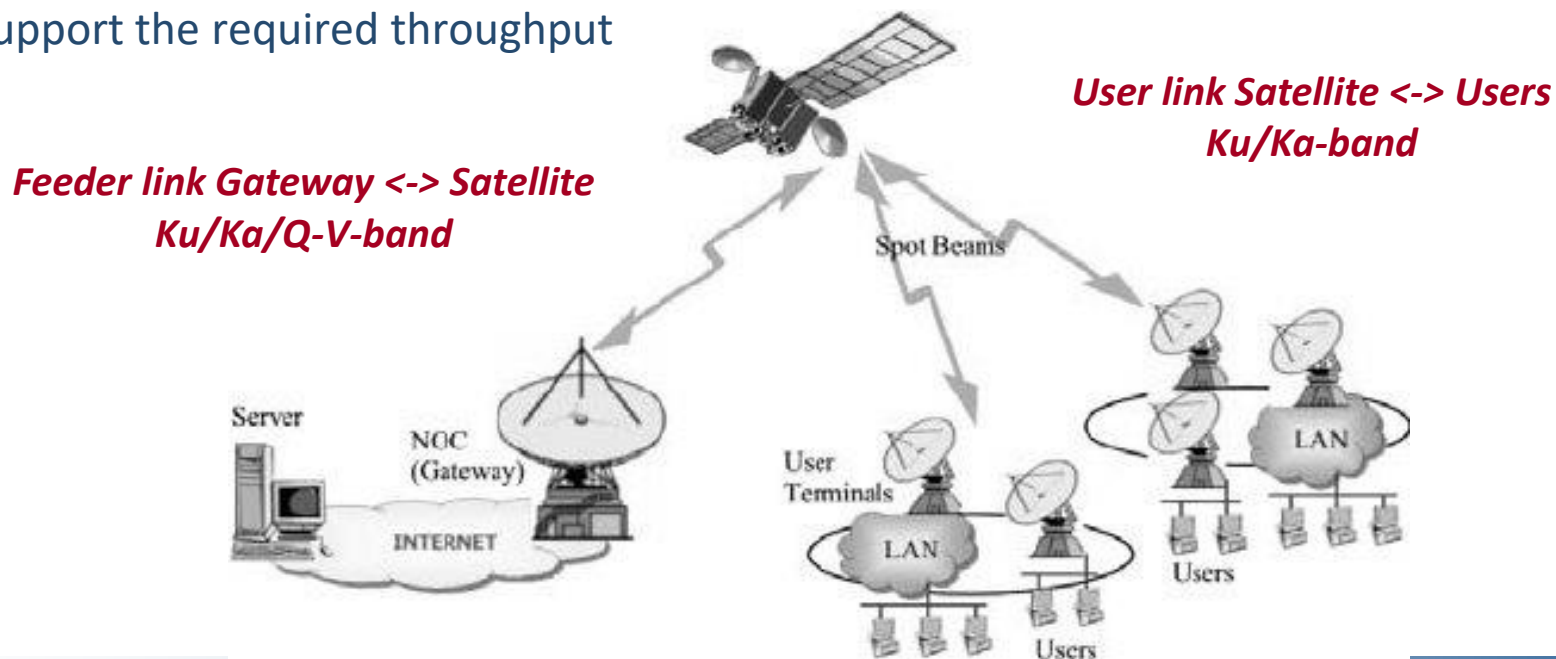 upport the required throughput
User link Satellite <-> Users
Ku/Ka-band
Feeder link Gateway <-> Satellite
Ku/Ka/Q-V-band
Spot Beams
Server
NOC
(Gateway)
INTERNET
User
Terminals
LAN
Users
LAN
Users